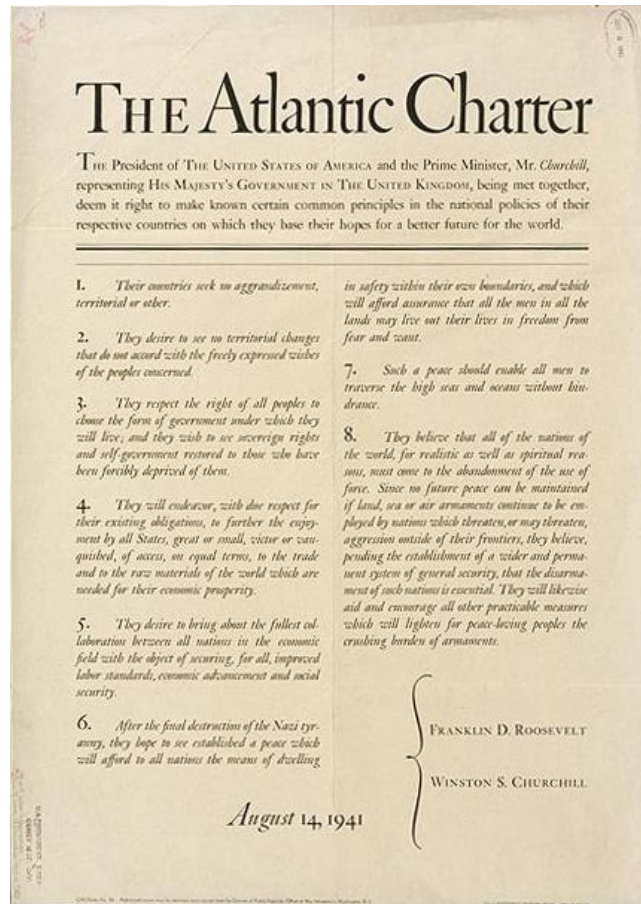 THE Atlantic Charter
THE President of THE UNITED STATES OF AMERICA and the Prime Minister, Mr. Churchill,
representing HIS MAJESTY'S GOVERNMENT IN THE UNITED KINGDOM, being met together,
deem it right to make known certain common principles in the national policies of their
respective countries on which they base their hopes for a better future for the world.
1. Their countries seek no aggrandizement,
territorial or other.
2. They desire to see no territorial changes
that do not accord with the freely expressed wishes
of the peoples concerned.
3. They respect the right of all peoples to
choose the form of government under which they
will live; and they wish to see sovereign rights
and self-government restored to those who have
been forcibly deprived of them.
4. They will endeavor, with due respect for
their existing obligations, to further the enjoy-
ment by all States, great or small, victor or van-
quished, of access, on equal terms, to the trade
and to the raw materials of the world which are
needed for their economic prosperity.
5. They desire to bring about the fullest col-
laboration between all nations in the economic
field with the object of securing, for all, improved
labor standards, economic advancement and social
security.
6. After the final destruction of the Nazi tyr-
anny, they hope to see established a peace which
will afford to all nations the means of dwelling
in safety within their own boundaries, and which
will afford assurance that all the men in all the
lands may live out their lives in freedom from
fear and want.
7. Such a peace should enable all men to
traverse the high seas and oceans without hin-
drance.
8. They believe that all of the nations of
the world, for realistic as well as spiritual rea-
sons, must come to the abandonment of the use of
force. Since no future peace can be maintained
if land, sea or air armaments continue to be em-
ployed by nations which threaten, or may threaten,
aggression outside of their frontiers, they believe,
pending the establishment of a wider and perma-
nent system of general security, that the disarma-
ment of such nations is essential. They will likewise
aid and encourage all other practicable measures
which will lighten for peace-loving peoples the
crushing burden of armaments.
FRANKLIN D. ROOSEVELT
WINSTON S. CHURCHILL
August 14, 1941